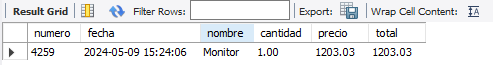 Result Grid Filter Rows: Export: Wrap Cell Content:
numero fecha nombre cantidad precio total
4259 2024-05-09 15:24:06 Monitor 1.00 1203.03 1203.03